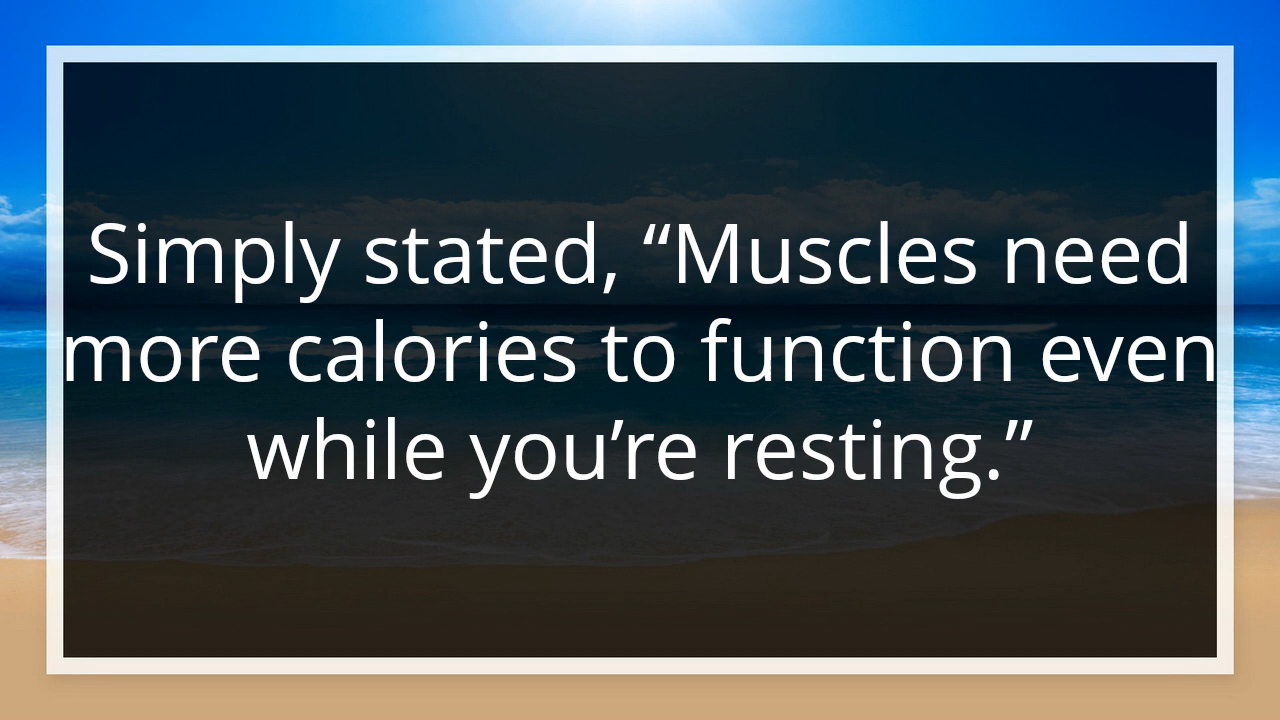 Simply stated, “Muscles need
more calories to function even
while you’re resting.”